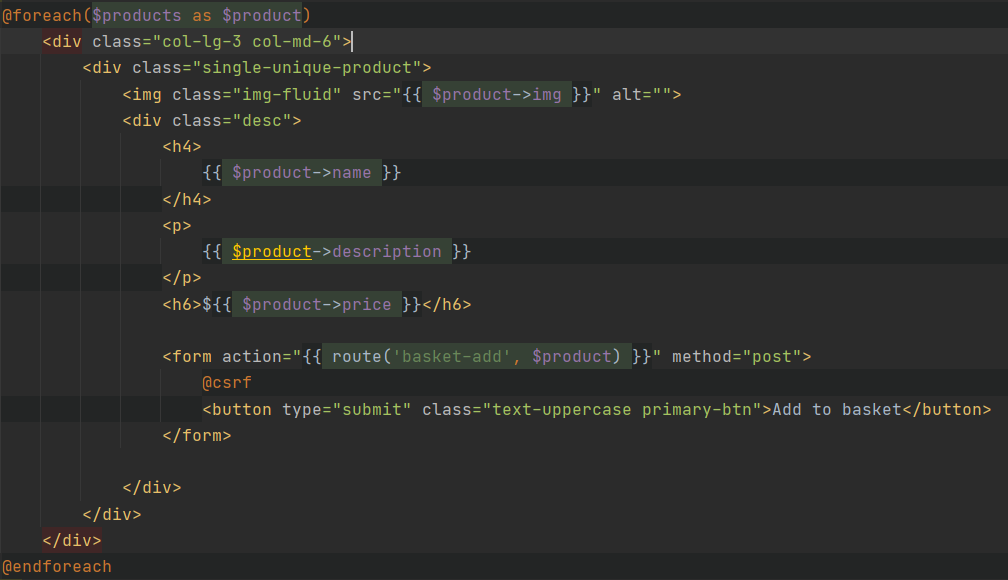 @foreach($products as $product)
    <div class="col-lg-3 col-md-6">
        <div class="single-unique-product">
            <img class="img-fluid" src="{{ $product->img }}" alt="">
            <div class="desc">
                <h4>
                    {{ $product->name }}
                </h4>
                <p>
                    {{ $product->description }}
                </p>
                <h6>${{ $product->price }}</h6>

                <form action="{{ route('basket-add', $product) }}" method="post">
                    @csrf
                    <button type="submit" class="text-uppercase primary-btn">Add to basket</button>
                </form>

            </div>
        </div>
    </div>
@endforeach